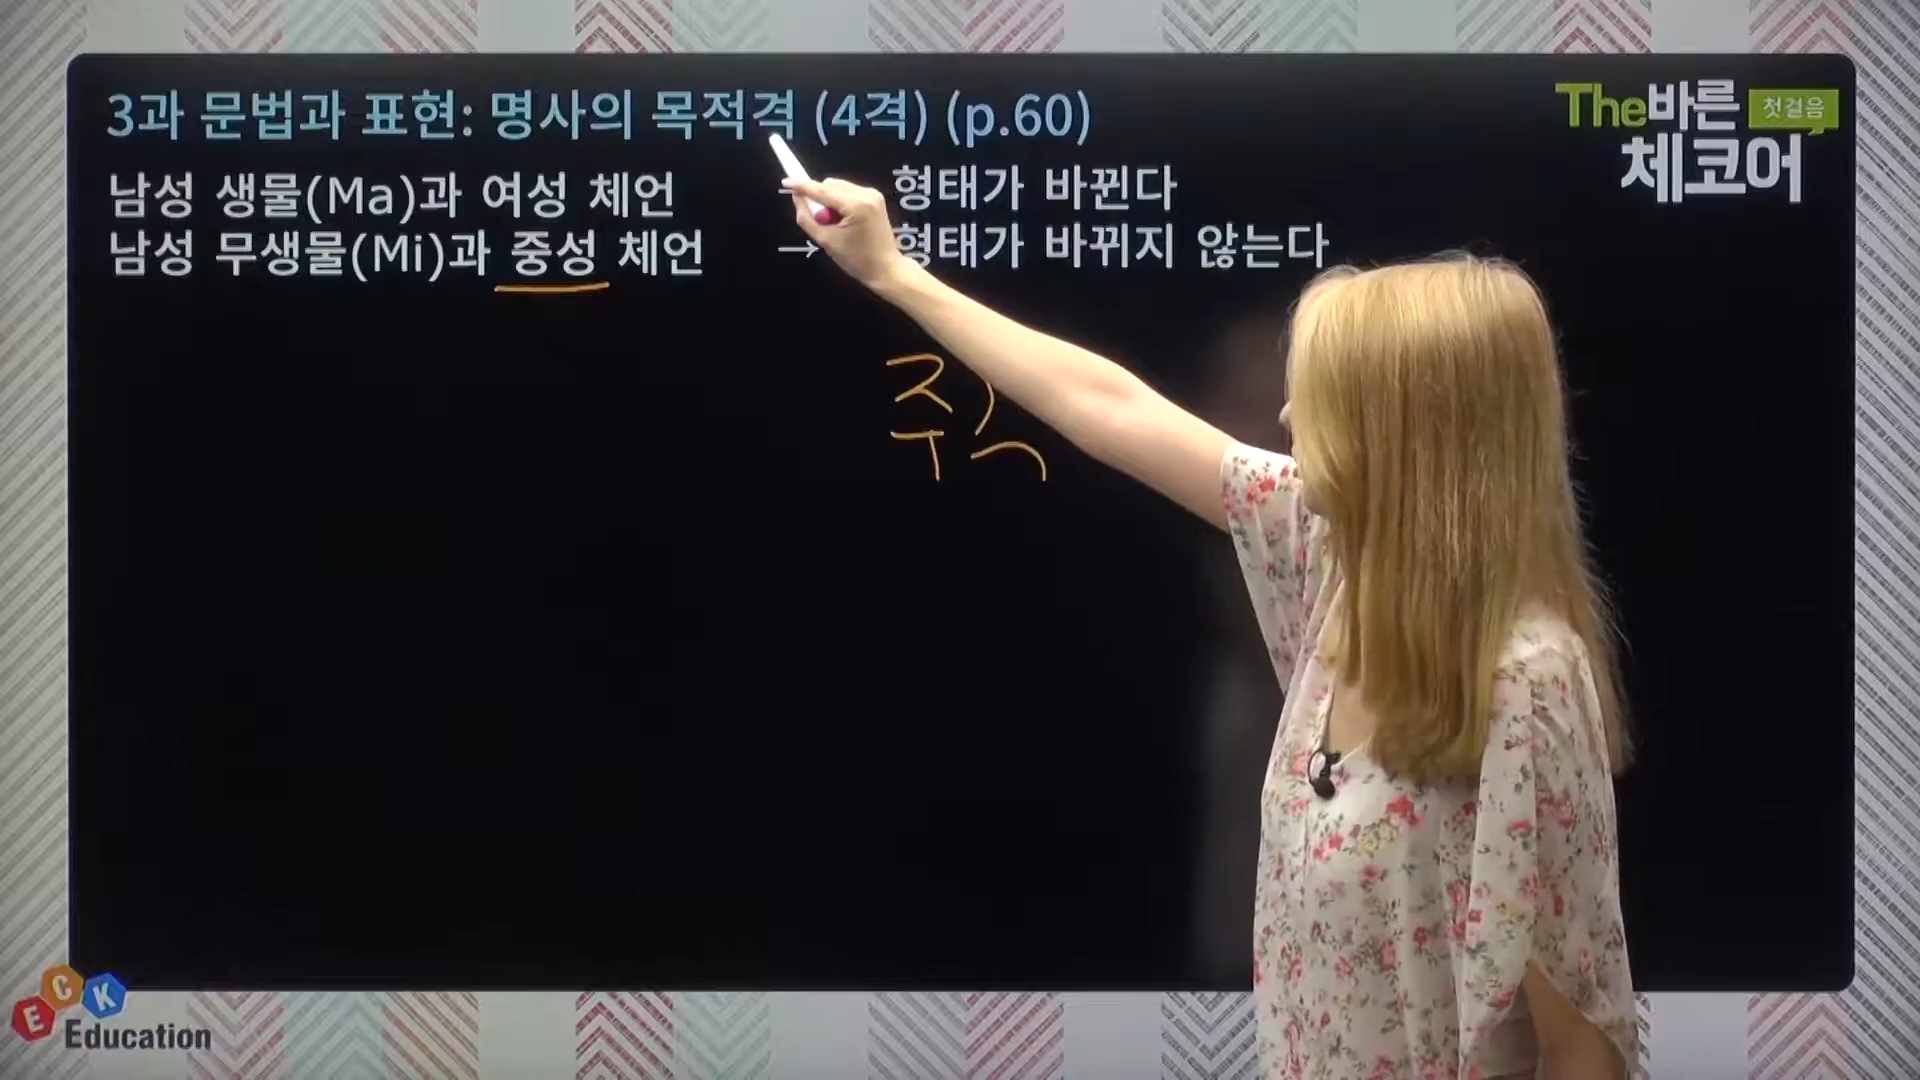 3과 문법과 표현: 명사의 목적격 (4격) (p.60)
남성 생물(Ma)과 여성 체언 형태가 바뀐다
남성 무생물(Mi)과 중성 체언 → 형태가 바뀌지 않는다
The바른 첫걸음
체코어
주
ECK
Education